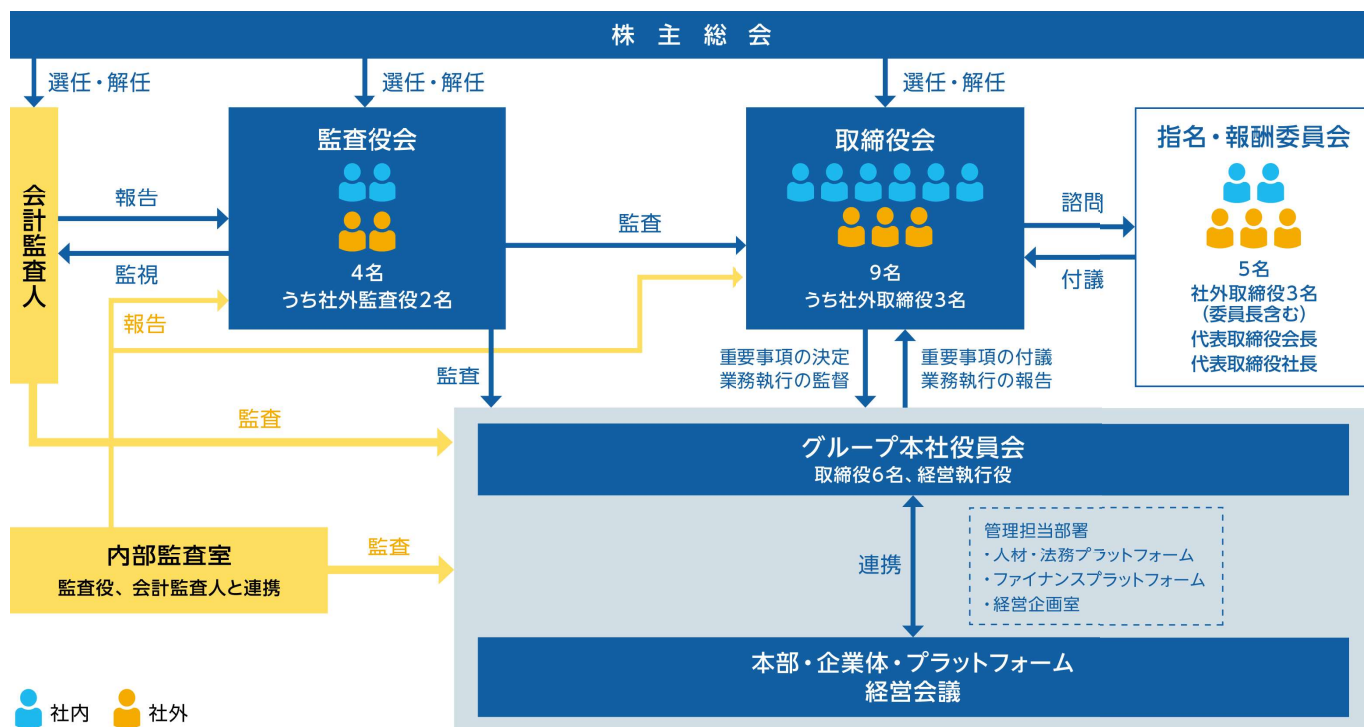 株主総会
選任・解任
選任・解任
選任・解任
会計監査人
報告
監視
監査役会
4名
うち社外監査役2名
監査
取締役会
9名
うち社外取締役3名
諮問
付議
指名・報酬委員会
5名
社外取締役3名
(委員長含む)
代表取締役会長
代表取締役社長
報告
監査
重要事項の決定
業務執行の監督
重要事項の付議
業務執行の報告
監査
グループ本社役員会
取締役6名、経営執行役
内部監査室
監査役、会計監査人と連携
監査
連携
管理担当部署
・人材・法務プラットフォーム
・ファイナンスプラットフォーム
・経営企画室
本部・企業体・プラットフォーム
経営会議
社内
社外